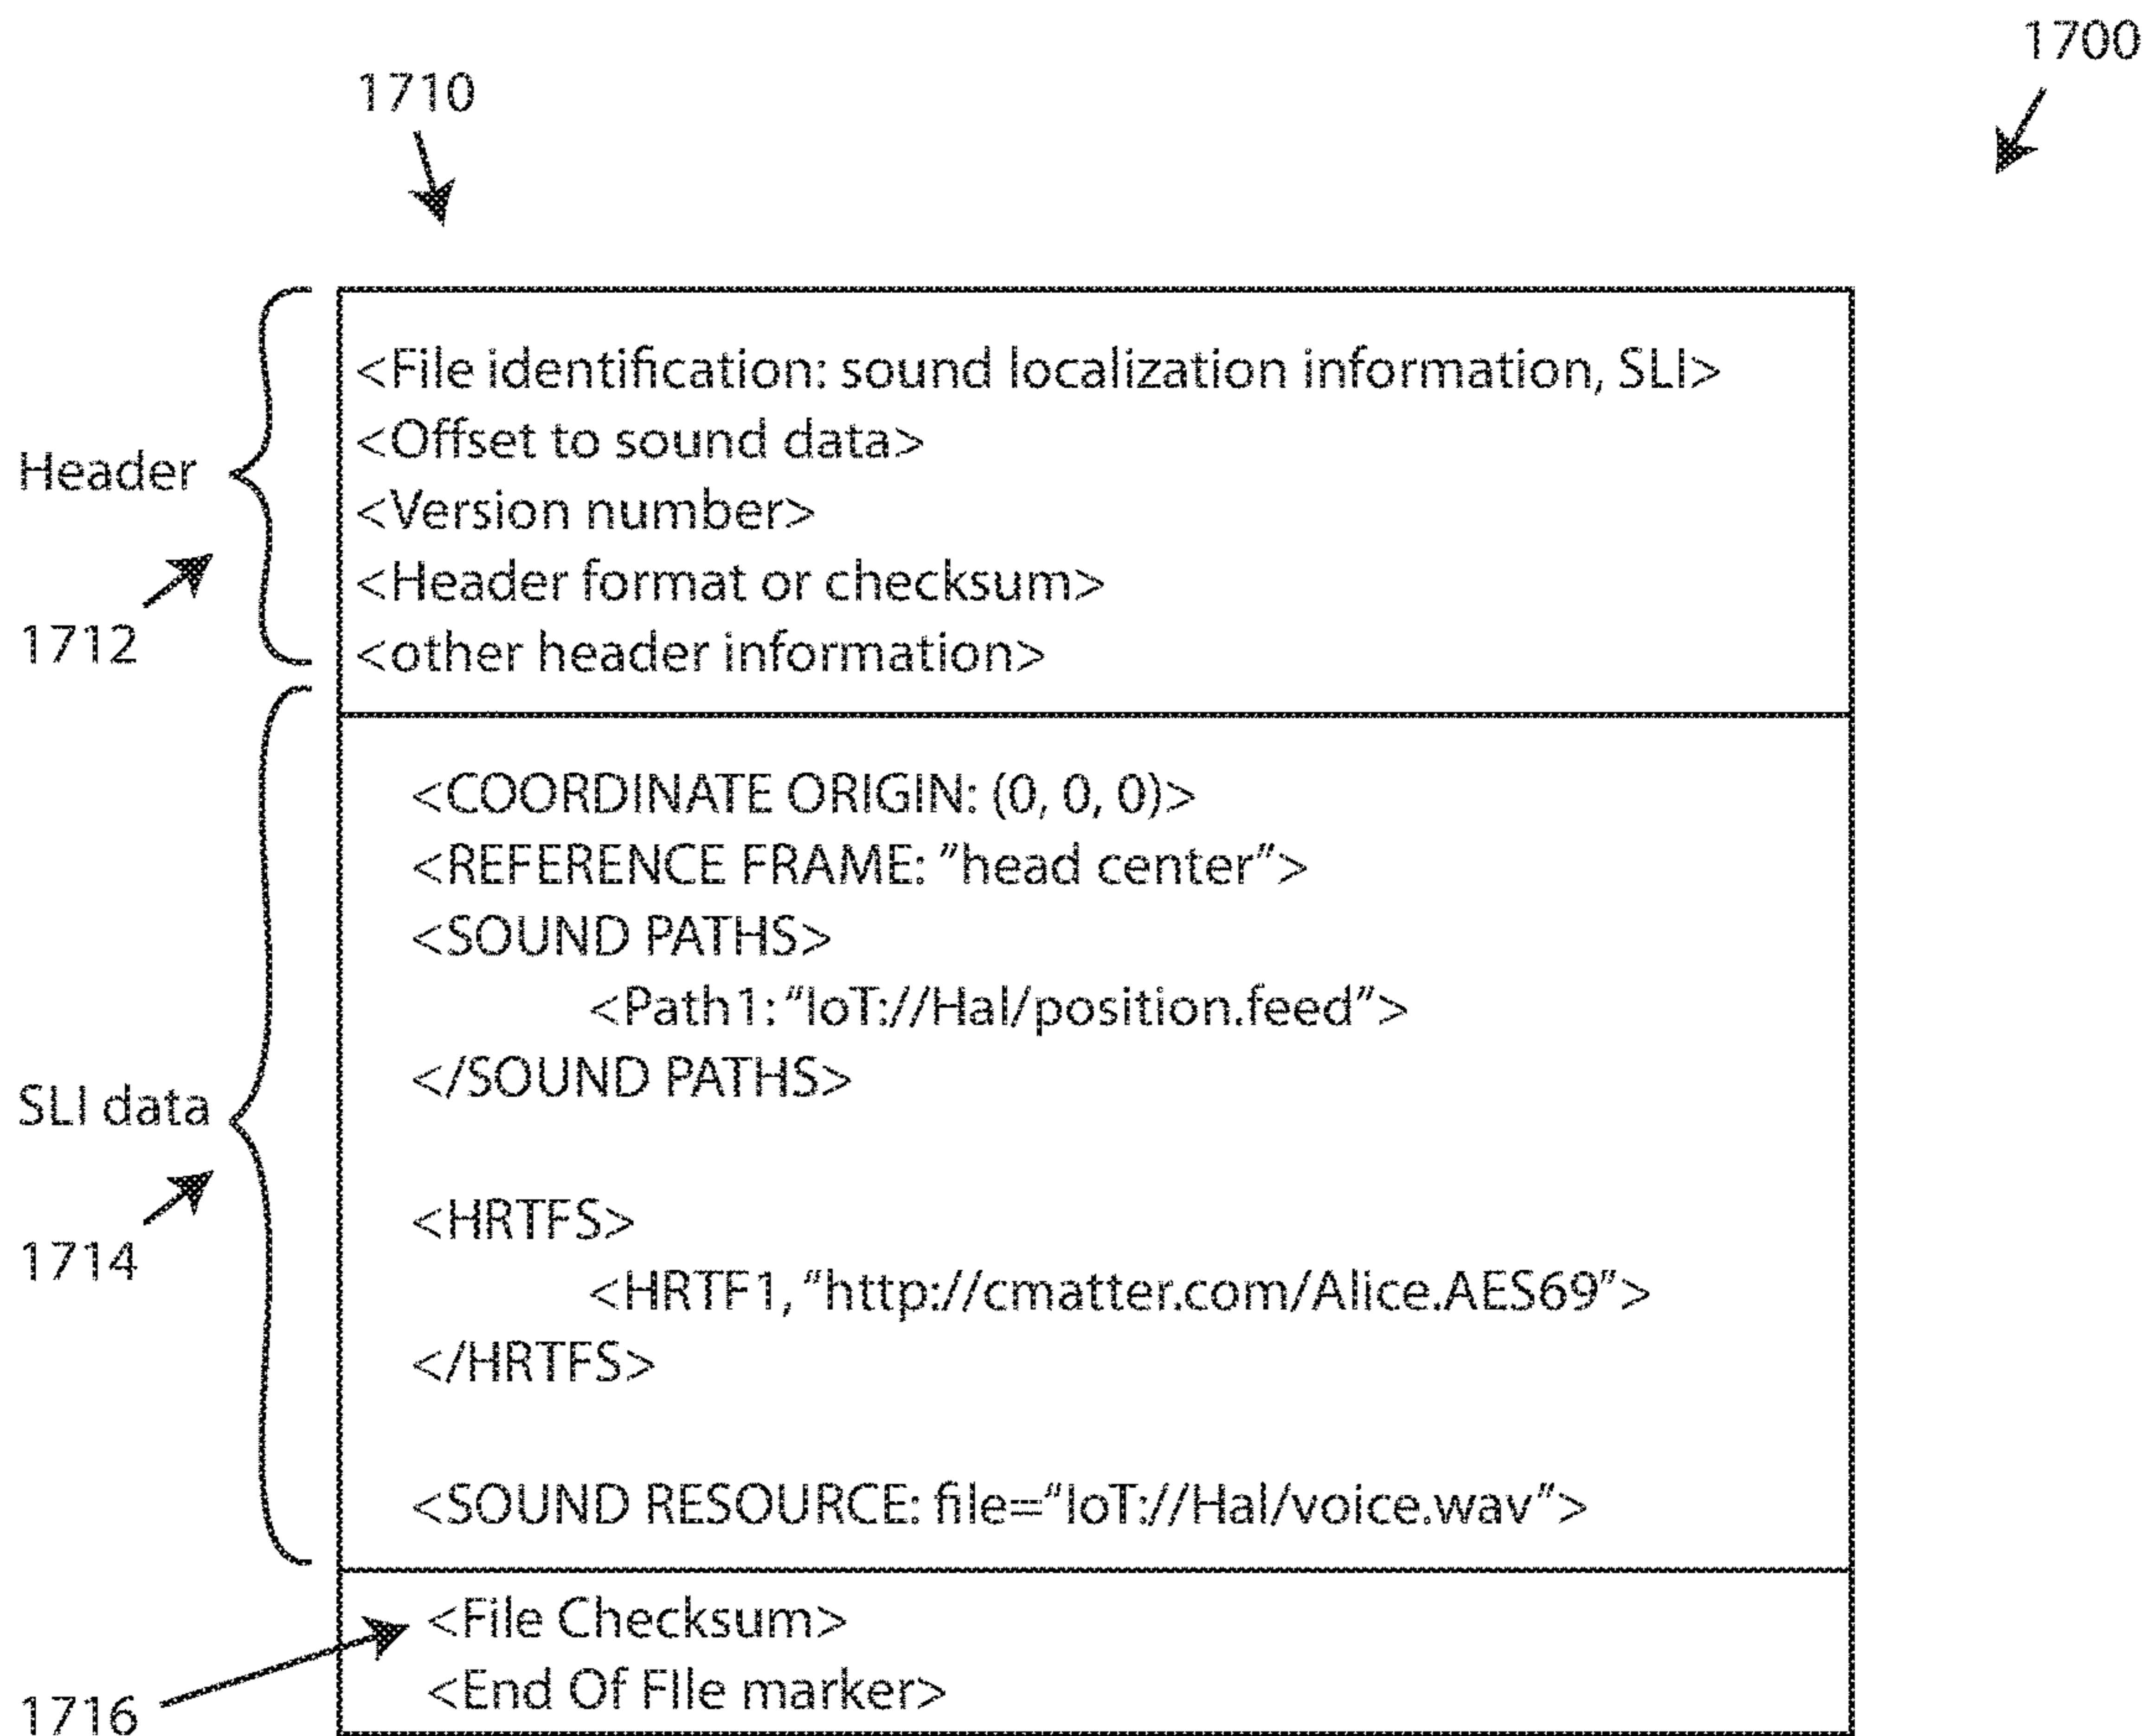 1700
1710
<File identification: sound localization information, SLI>
<Offset to sound data>
Header
<Version number>
<Header format or checksum>
1712
<other header information>
<COORDINATE ORIGIN: (0, 0, 0)>
<REFERENCE FRAME: "head center">
<SOUND PATHS>
<Path1: "IoT://Hal/position.feed">
</SOUND PATHS>
SLI data
<HRTFS>
1714
<HRTF1, "http://cmatter.com/Alice.AES69">
</HRTFS>
<SOUND RESOURCE: file="IoT://Hal/voice.wav">
<File Checksum>
<End Of FIle marker>
1716